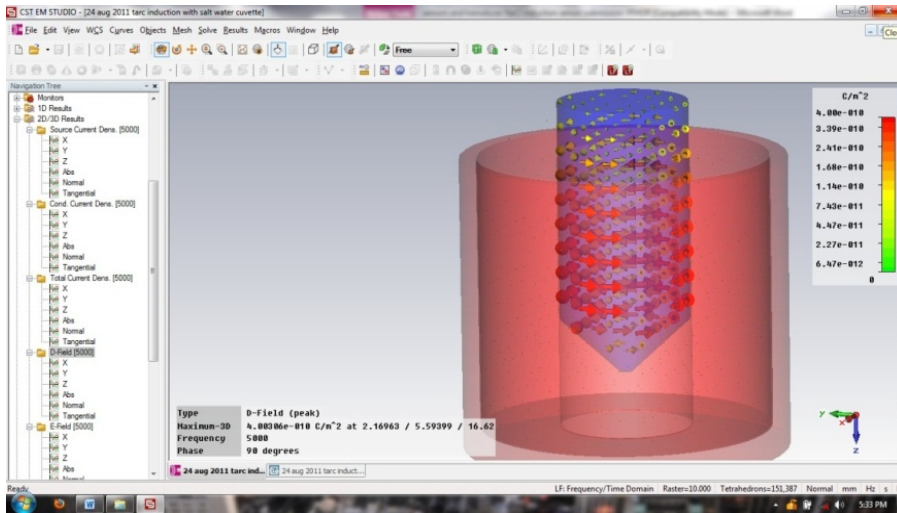 CST EM STUDIO - [24 aug 2011 tarc induction with salt water cuvette]
File Edit View WCS Curves Objects Mesh Solve Results Macros Window Help
Clo
Free
Navigation Tree
Monitors
1D Results
2D/3D Results
Source Current Dens. [5000]
X
Y
Z
Abs
Normal
Tangential
Cond. Current Dens. [5000]
X
Y
Z
Abs
Normal
Tangential
Total Current Dens. [5000]
X
Y
Z
Abs
Normal
Tangential
D-Field [5000]
X
Y
Z
Abs
Normal
Tangential
E-Field [5000]
X
Y
Z
Abs
Normal
C/m^2
4.00e-010
3.39e-010
2.41e-010
1.68e-010
1.14e-010
7.43e-011
4.47e-011
2.27e-011
6.47e-012
0
Type D-Field (peak)
Maximum-3D 4.00306e-010 C/m^2 at 2.16963 / 5.59399 / 16.62
Frequency 5000
Phase 90 degrees
y
x
z
24 aug 2011 tarc ind... 24 aug 2011 tarc induct...
Ready LF: Frequency/Time Domain Raster=10.000 Tetrahedrons=151,387 Normal mm Hz s
5:33 PM